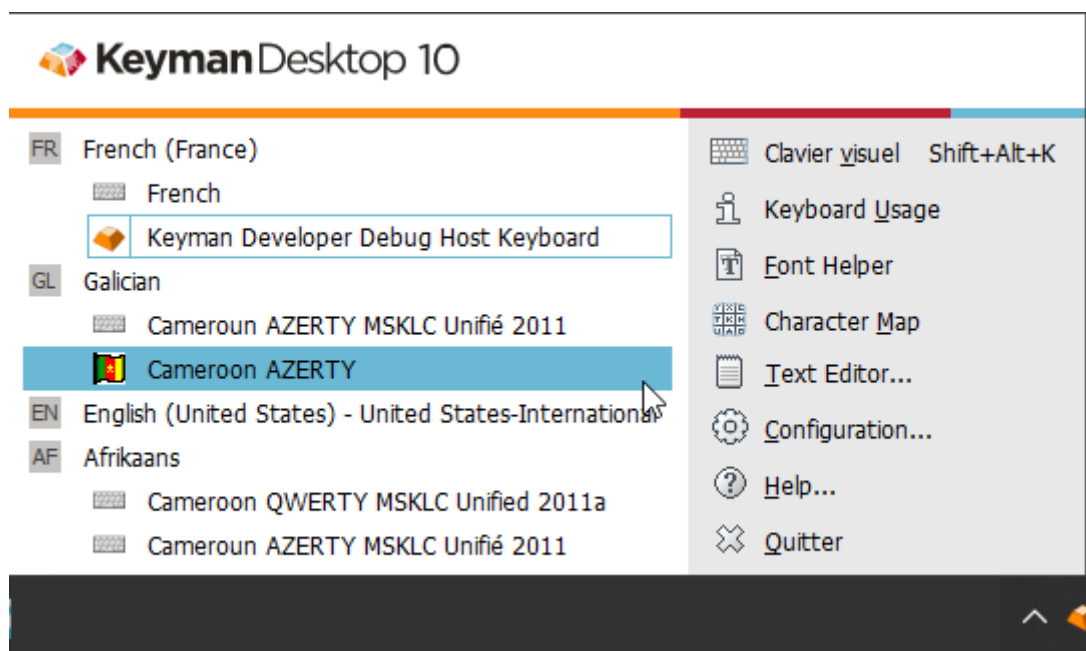 Keyman Desktop 10
FR French (France)
French
Keyman Developer Debug Host Keyboard
GL Galician
Cameroun AZERTY MSKLC Unifié 2011
Cameroon AZERTY
EN English (United States) - United States-International
AF Afrikaans
Cameroon QWERTY MSKLC Unified 2011a
Cameroun AZERTY MSKLC Unifié 2011
Clavier visuel Shift+Alt+K
Keyboard Usage
Font Helper
Character Map
Text Editor...
Configuration...
Help...
Quitter